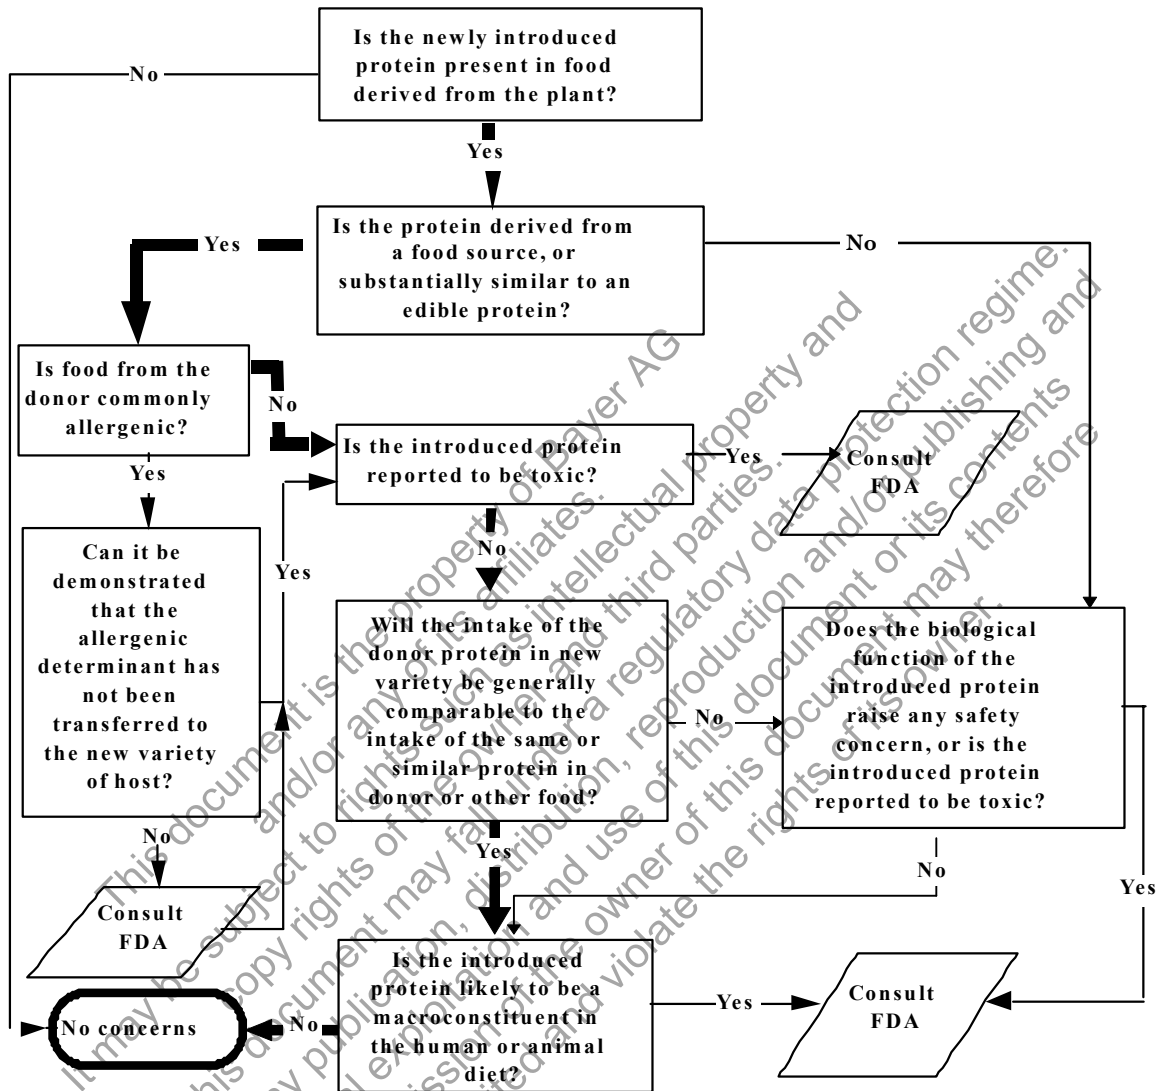 Is the newly introduced
protein present in food
derived from the plant?
No
Yes
Is the protein derived from
a food source, or
substantially similar to an
edible protein?
Yes
No
Is food from the
donor commonly
allergenic?
No
Yes
Is the introduced protein
reported to be toxic?
Yes
Consult
FDA
No
Can it be
demonstrated
that the
allergenic
determinant has
not been
transferred to
the new variety
of host?
Yes
Will the intake of the
donor protein in new
variety be generally
comparable to the
intake of the same or
similar protein in
donor or other food?
No
Does the biological
function of the
introduced protein
raise any safety
concern, or is the
introduced protein
reported to be toxic?
No
Yes
No
Yes
Consult
FDA
Is the introduced
protein likely to be a
macroconstituent in
the human or animal
diet?
Yes
Consult
FDA
No
No concerns
This document is the property of Bayer AG
and/or any of its affiliates.
It may be subject to rights such as intellectual property and
copy rights of the owner and third parties.
this document may fall under a regulatory data protection regime.
publication, distribution, reproduction and/or publishing and
exploitation and use of this document or its contents
of the owner of this document may therefore
and violate the rights of its owner.